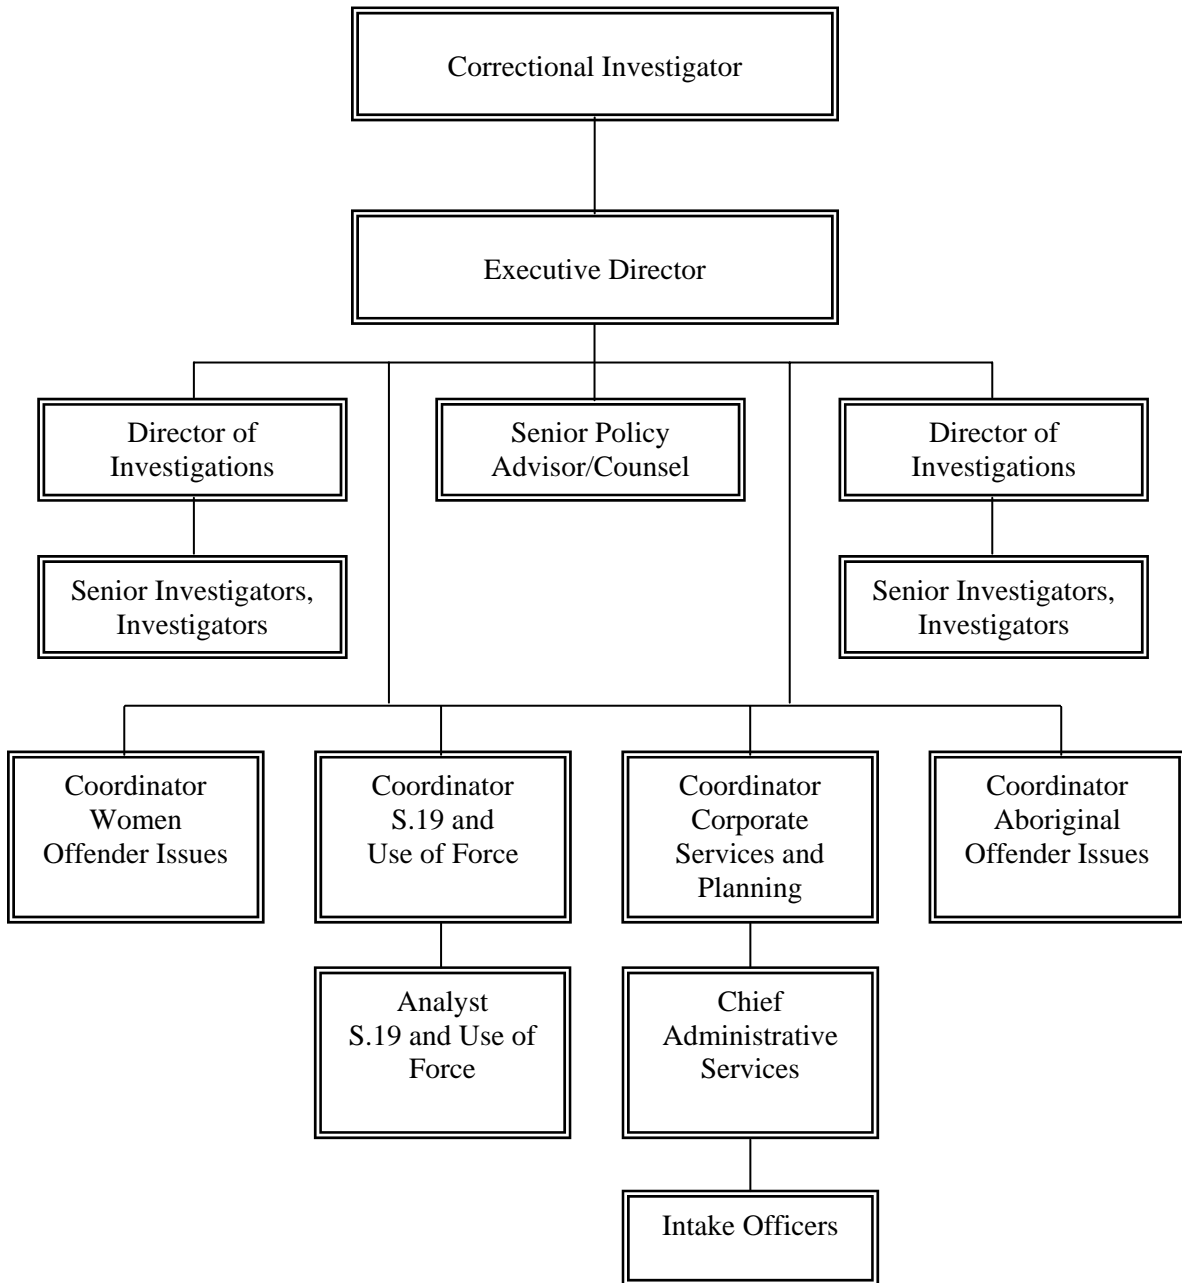 Correctional Investigator
Executive Director
Director of
Investigations
Senior Policy
Advisor/Counsel
Director of
Investigations
Senior Investigators,
Investigators
Senior Investigators,
Investigators
Coordinator
Women
Offender Issues
Coordinator
S.19 and
Use of Force
Coordinator
Corporate
Services and
Planning
Coordinator
Aboriginal
Offender Issues
Analyst
S.19 and Use of
Force
Chief
Administrative
Services
Intake Officers